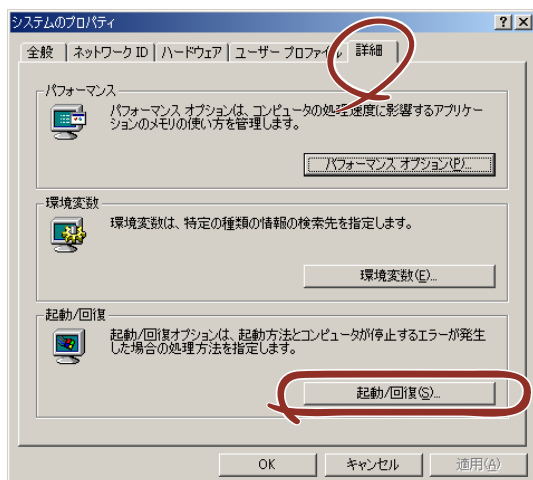 システムのプロパティ
全般 ネットワーク ID ハードウェア ユーザー プロファイル 詳細
パフォーマンス
パフォーマンス オプションは、コンピュータの処理速度に影響するアプリケー
ションのメモリの使い方を管理します。
パフォーマンス オプション(P)...
環境変数
環境変数は、特定の種類の情報の検索先を指定します。
環境変数(E)...
起動/回復
起動/回復オプションは、起動方法とコンピュータが停止するエラーが発生
した場合の処理方法を指定します。
起動/回復(S)...
OK キャンセル 適用(A)